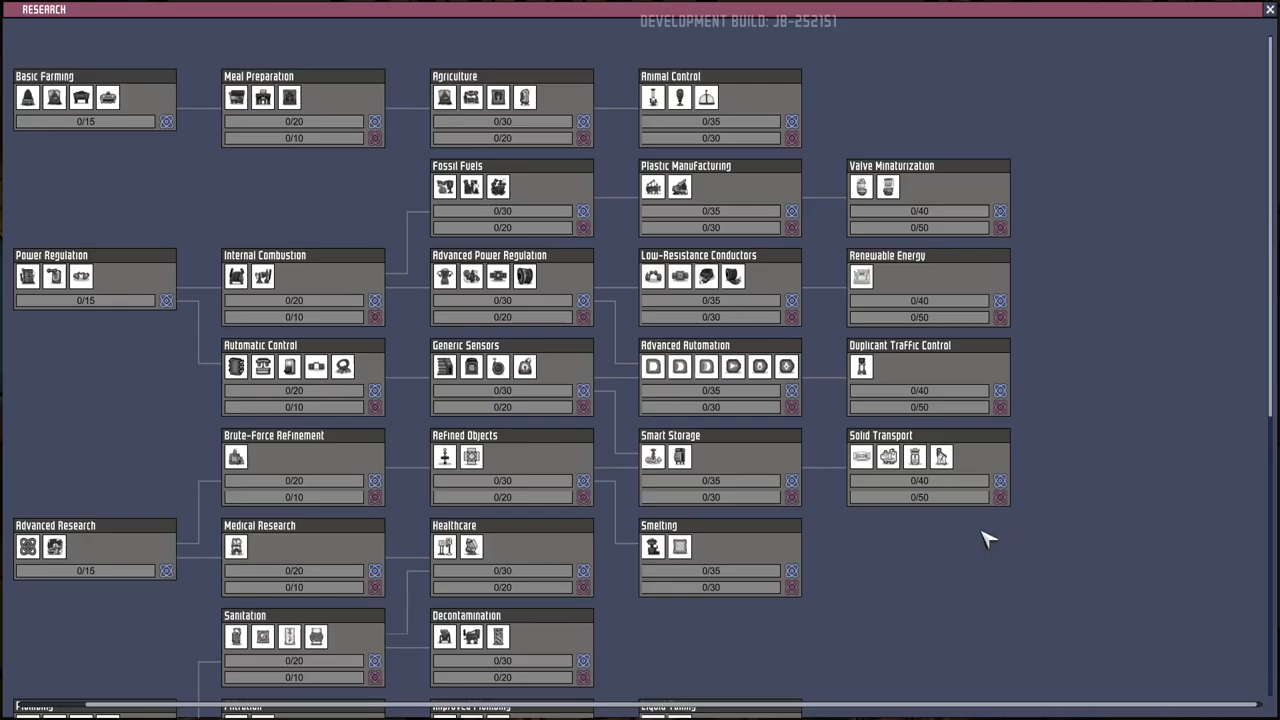 RESEARCH
DEVELOPMENT BUILD: JB-252151
Basic Farming
0/15
Meal Preparation
0/20
0/10
Agriculture
0/30
0/20
Animal Control
0/35
0/30
Fossil Fuels
0/30
0/20
Plastic Manufacturing
0/35
0/30
Valve Minaturization
0/40
0/50
Power Regulation
0/15
Internal Combustion
0/20
0/10
Advanced Power Regulation
0/30
0/20
Low-Resistance Conductors
0/35
0/30
Renewable Energy
0/40
0/50
Automatic Control
0/20
0/10
Generic Sensors
0/30
0/20
Advanced Automation
0/35
0/30
Duplicant Traffic Control
0/40
0/50
Brute-Force Refinement
0/20
0/10
Refined Objects
0/30
0/20
Smart Storage
0/35
0/30
Solid Transport
0/40
0/50
Advanced Research
0/15
Medical Research
0/20
0/10
Healthcare
0/30
0/20
Smelting
0/35
0/30
Sanitation
0/20
0/10
Decontamination
0/30
0/20